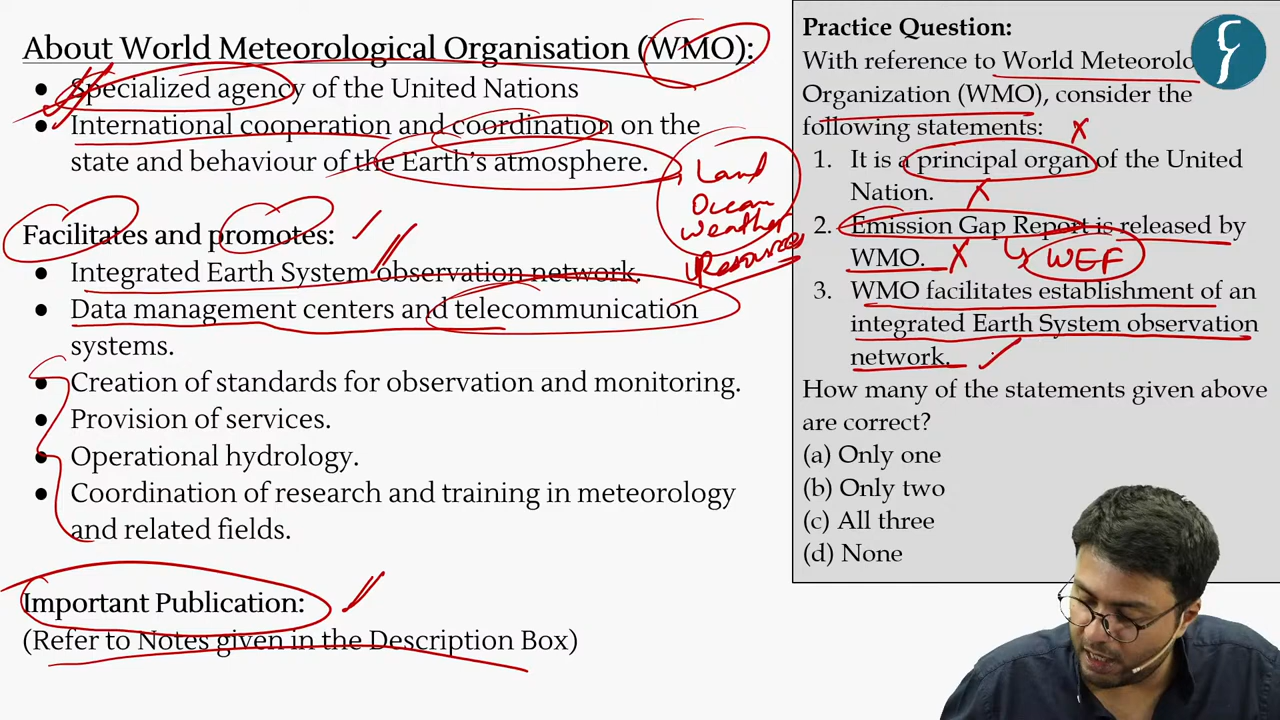 About World Meteorological Organisation (WMO):
● Specialized agency of the United Nations
● International cooperation and coordination on the
state and behaviour of the Earth's atmosphere.
Land
Ocean
Weather
Resources
Facilitates and promotes:
● Integrated Earth System observation network.
● Data management centers and telecommunication
systems.
● Creation of standards for observation and monitoring.
● Provision of services.
● Operational hydrology.
● Coordination of research and training in meteorology
and related fields.
Important Publication:
(Refer to Notes given in the Description Box)
Practice Question:
With reference to World Meteorolo
Organization (WMO), consider the
following statements:
1. It is a principal organ of the United
Nation.
2. Emission Gap Report is released by
WMO.
WEF
3. WMO facilitates establishment of an
integrated Earth System observation
network.
How many of the statements given above
are correct?
(a) Only one
(b) Only two
(c) All three
(d) None